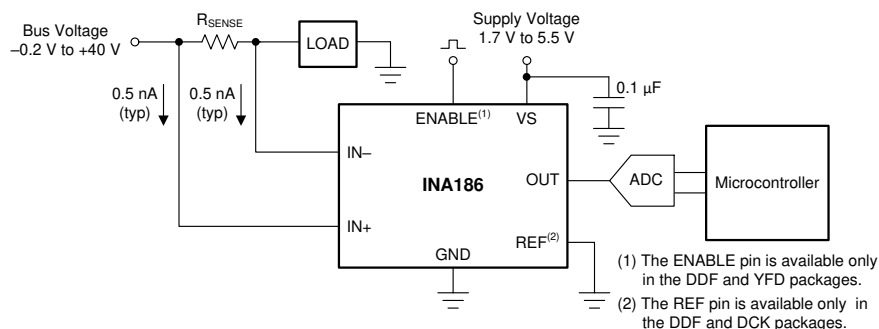 Bus Voltage
–0.2 V to +40 V
RSENSE
LOAD
Supply Voltage
1.7 V to 5.5 V
0.5 nA
(typ)
0.5 nA
(typ)
0.1 µF
ENABLE(1)
VS
IN–
INA186
OUT
ADC
Microcontroller
IN+
REF(2)
GND
(1) The ENABLE pin is available only
in the DDF and YFD packages.
(2) The REF pin is available only in
the DDF and DCK packages.